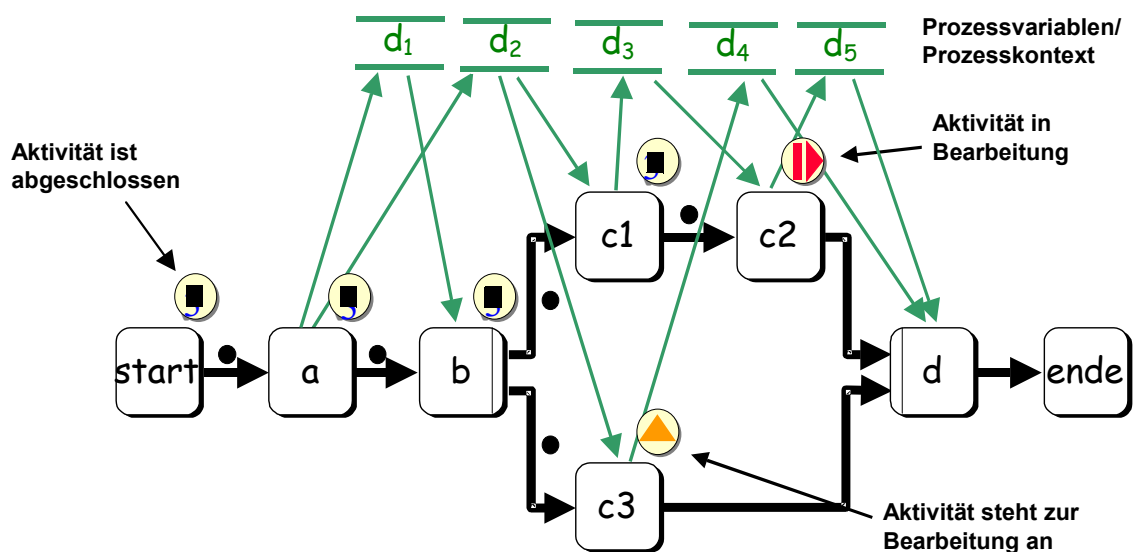 d1
d2
d3
d4
d5
Prozessvariablen/
Prozesskontext
Aktivität in
Bearbeitung
Aktivität ist
abgeschlossen
c1
c2
start
a
b
d
ende
c3
Aktivität steht zur
Bearbeitung an